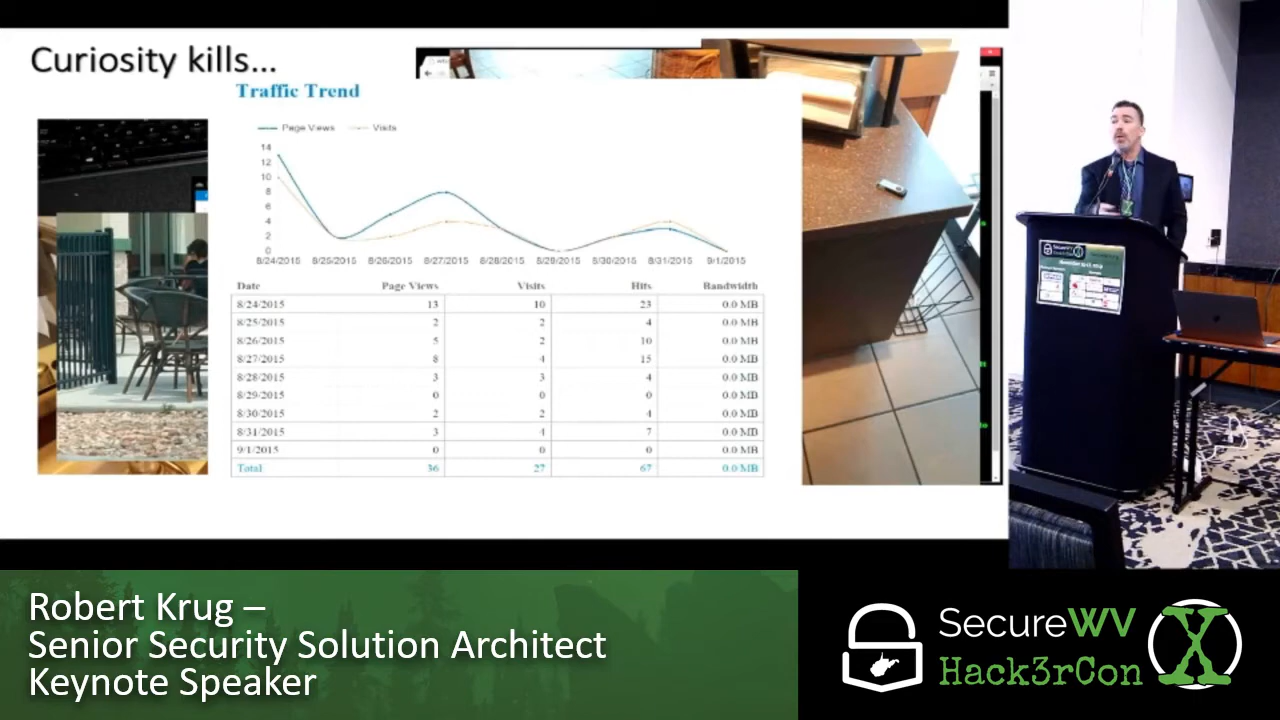 Curiosity kills...
Traffic Trend
Page Views Visits
14
12
10
8
6
4
2
0
8/24/2015 8/25/2015 8/26/2015 8/27/2015 8/28/2015 8/29/2015 8/30/2015 8/31/2015 9/1/2015
Date Page Views Visits Hits Bandwidth
8/24/2015 13 10 23 0.0 MB
8/25/2015 2 2 4 0.0 MB
8/26/2015 5 2 10 0.0 MB
8/27/2015 8 4 15 0.0 MB
8/28/2015 3 3 4 0.0 MB
8/29/2015 0 0 0 0.0 MB
8/30/2015 2 2 4 0.0 MB
8/31/2015 3 4 7 0.0 MB
9/1/2015 0 0 0 0.0 MB
Total 36 27 67 0.0 MB
SecureWV
Robert Krug –
Senior Security Solution Architect
Keynote Speaker
SecureWV
Hack3rCon
X